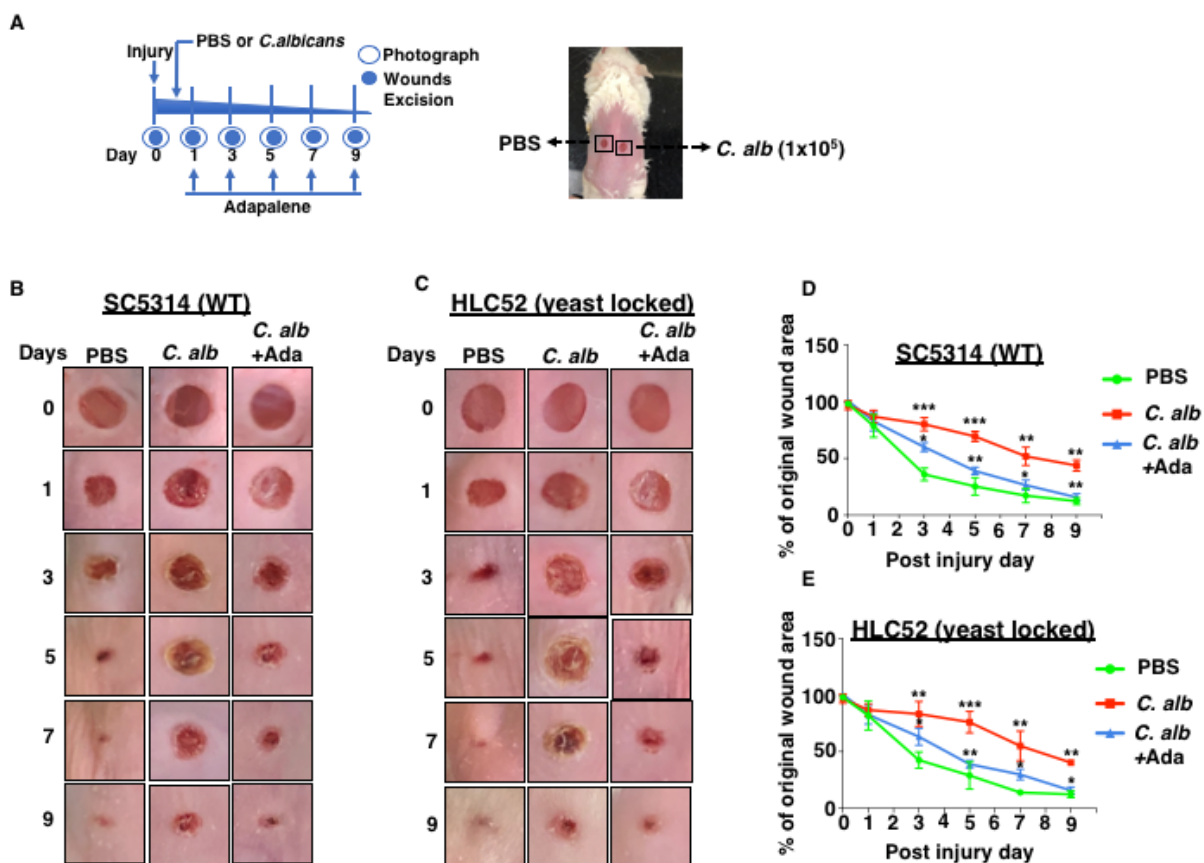 A
Injury
PBS or C.albicans
Photograph
Wounds
Excision
Day 0 1 3 5 7 9
Adapalene
PBS
C. alb (1x10⁵)
B
SC5314 (WT)
Days PBS C. alb C. alb
+Ada
0
1
3
5
7
9
C
HLC52 (yeast locked)
Days PBS C. alb C. alb
+Ada
0
1
3
5
7
9
D
SC5314 (WT)
% of original wound area
150
100
50
0
*** *** ** **
* ** * **
0 1 2 3 4 5 6 7 8 9
Post injury day
PBS
C. alb
C. alb
+Ada
E
HLC52 (yeast locked)
% of original wound area
150
100
50
0
** *** ** **
* ** * *
0 1 2 3 4 5 6 7 8 9
Post injury day
PBS
C. alb
C. alb
+Ada